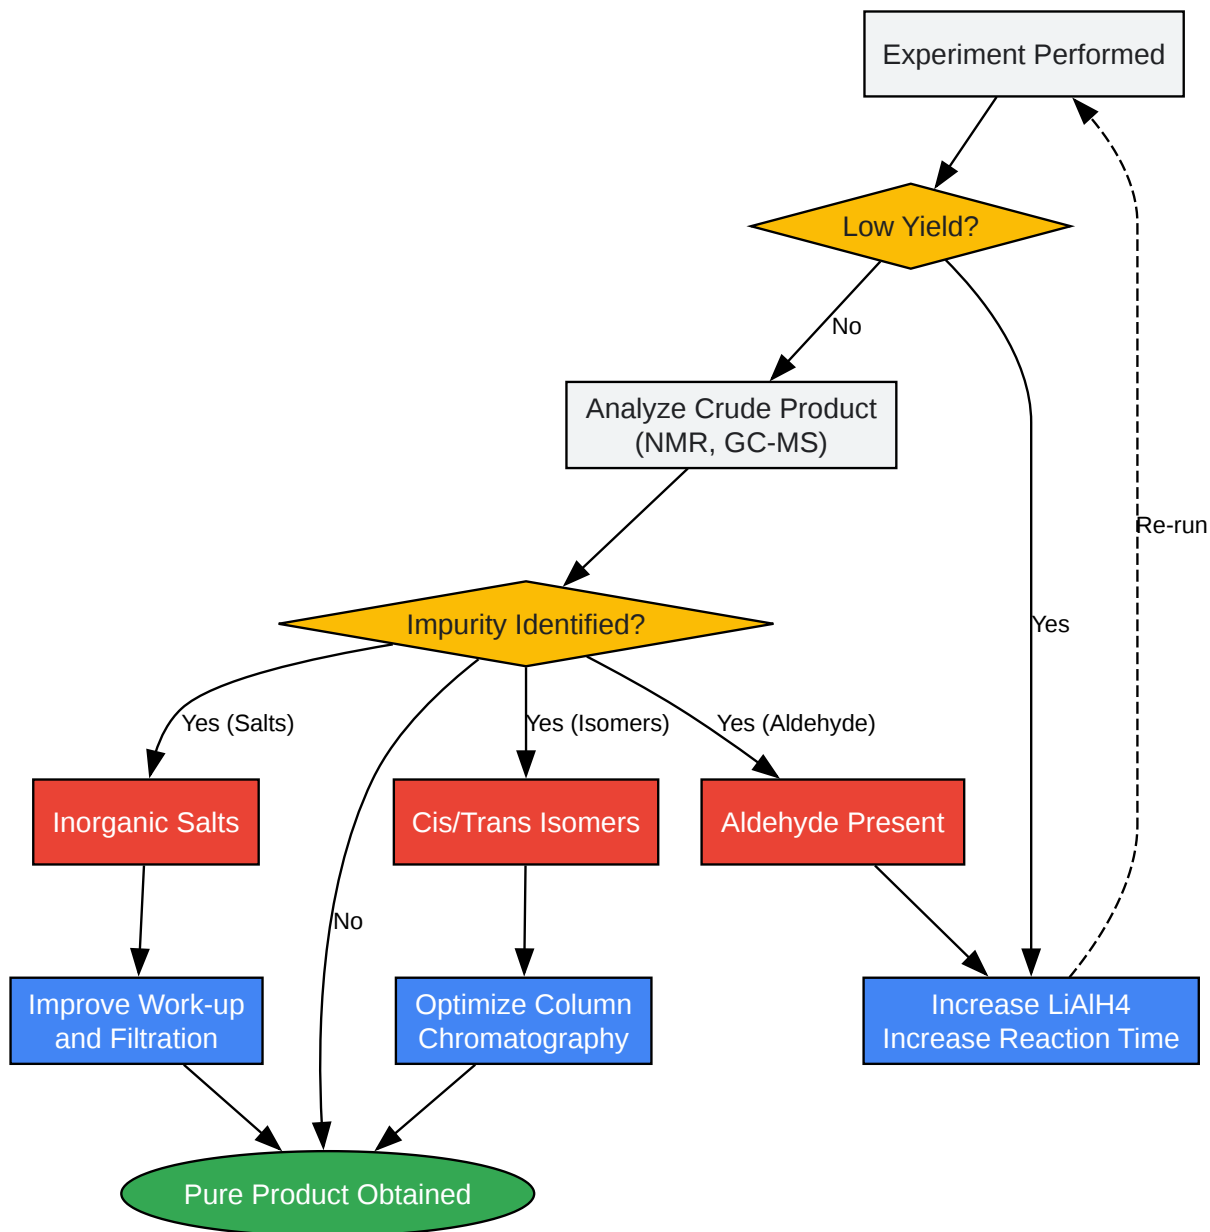 Experiment Performed
Low Yield?
No
Analyze Crude Product
(NMR, GC-MS)
Re-run
Impurity Identified?
Yes
Yes (Salts)
Yes (Isomers)
Yes (Aldehyde)
Inorganic Salts
Cis/Trans Isomers
Aldehyde Present
No
Improve Work-up
and Filtration
Optimize Column
Chromatography
Increase LiAlH4
Increase Reaction Time
Pure Product Obtained